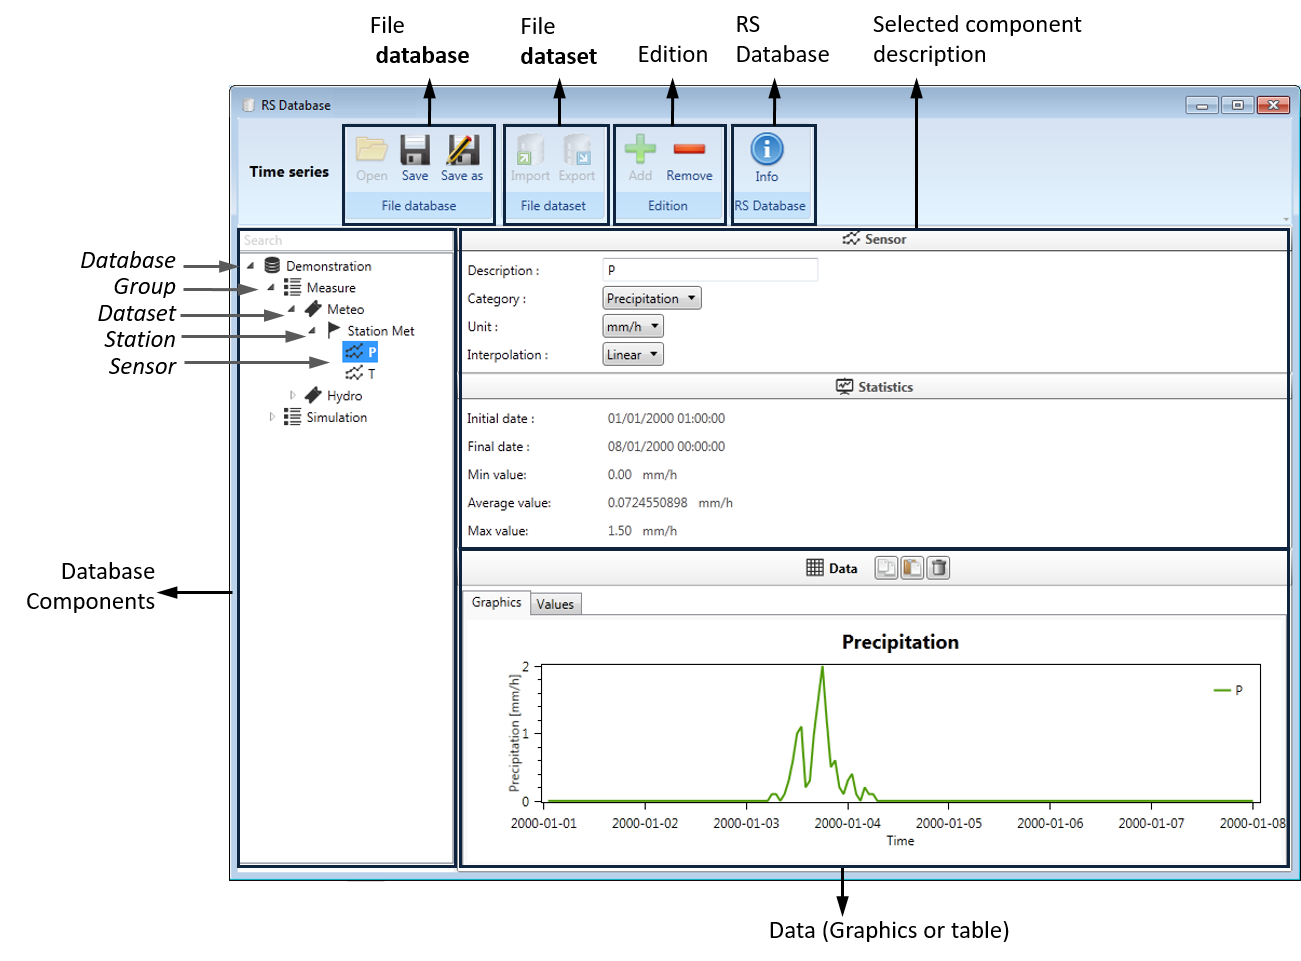 File
database
File
dataset
Edition
RS
Database
Selected component
description
RS Database
Time series
Open
Save
Save as
File database
Import
Export
File dataset
Add
Remove
Edition
Info
RS Database
Search
Database
Group
Dataset
Station
Sensor
Demonstration
Measure
Meteo
Station Met
P
T
Hydro
Simulation
Database
Components
Sensor
Description : P
Category : Precipitation
Unit : mm/h
Interpolation : Linear
Statistics
Initial date : 01/01/2000 01:00:00
Final date : 08/01/2000 00:00:00
Min value: 0.00 mm/h
Average value: 0.0724550898 mm/h
Max value: 1.50 mm/h
Data
Graphics Values
Precipitation
Precipitation [mm/h]
2
1
0
P
2000-01-01 2000-01-02 2000-01-03 2000-01-04 2000-01-05 2000-01-06 2000-01-07 2000-01-08
Time
Data (Graphics or table)